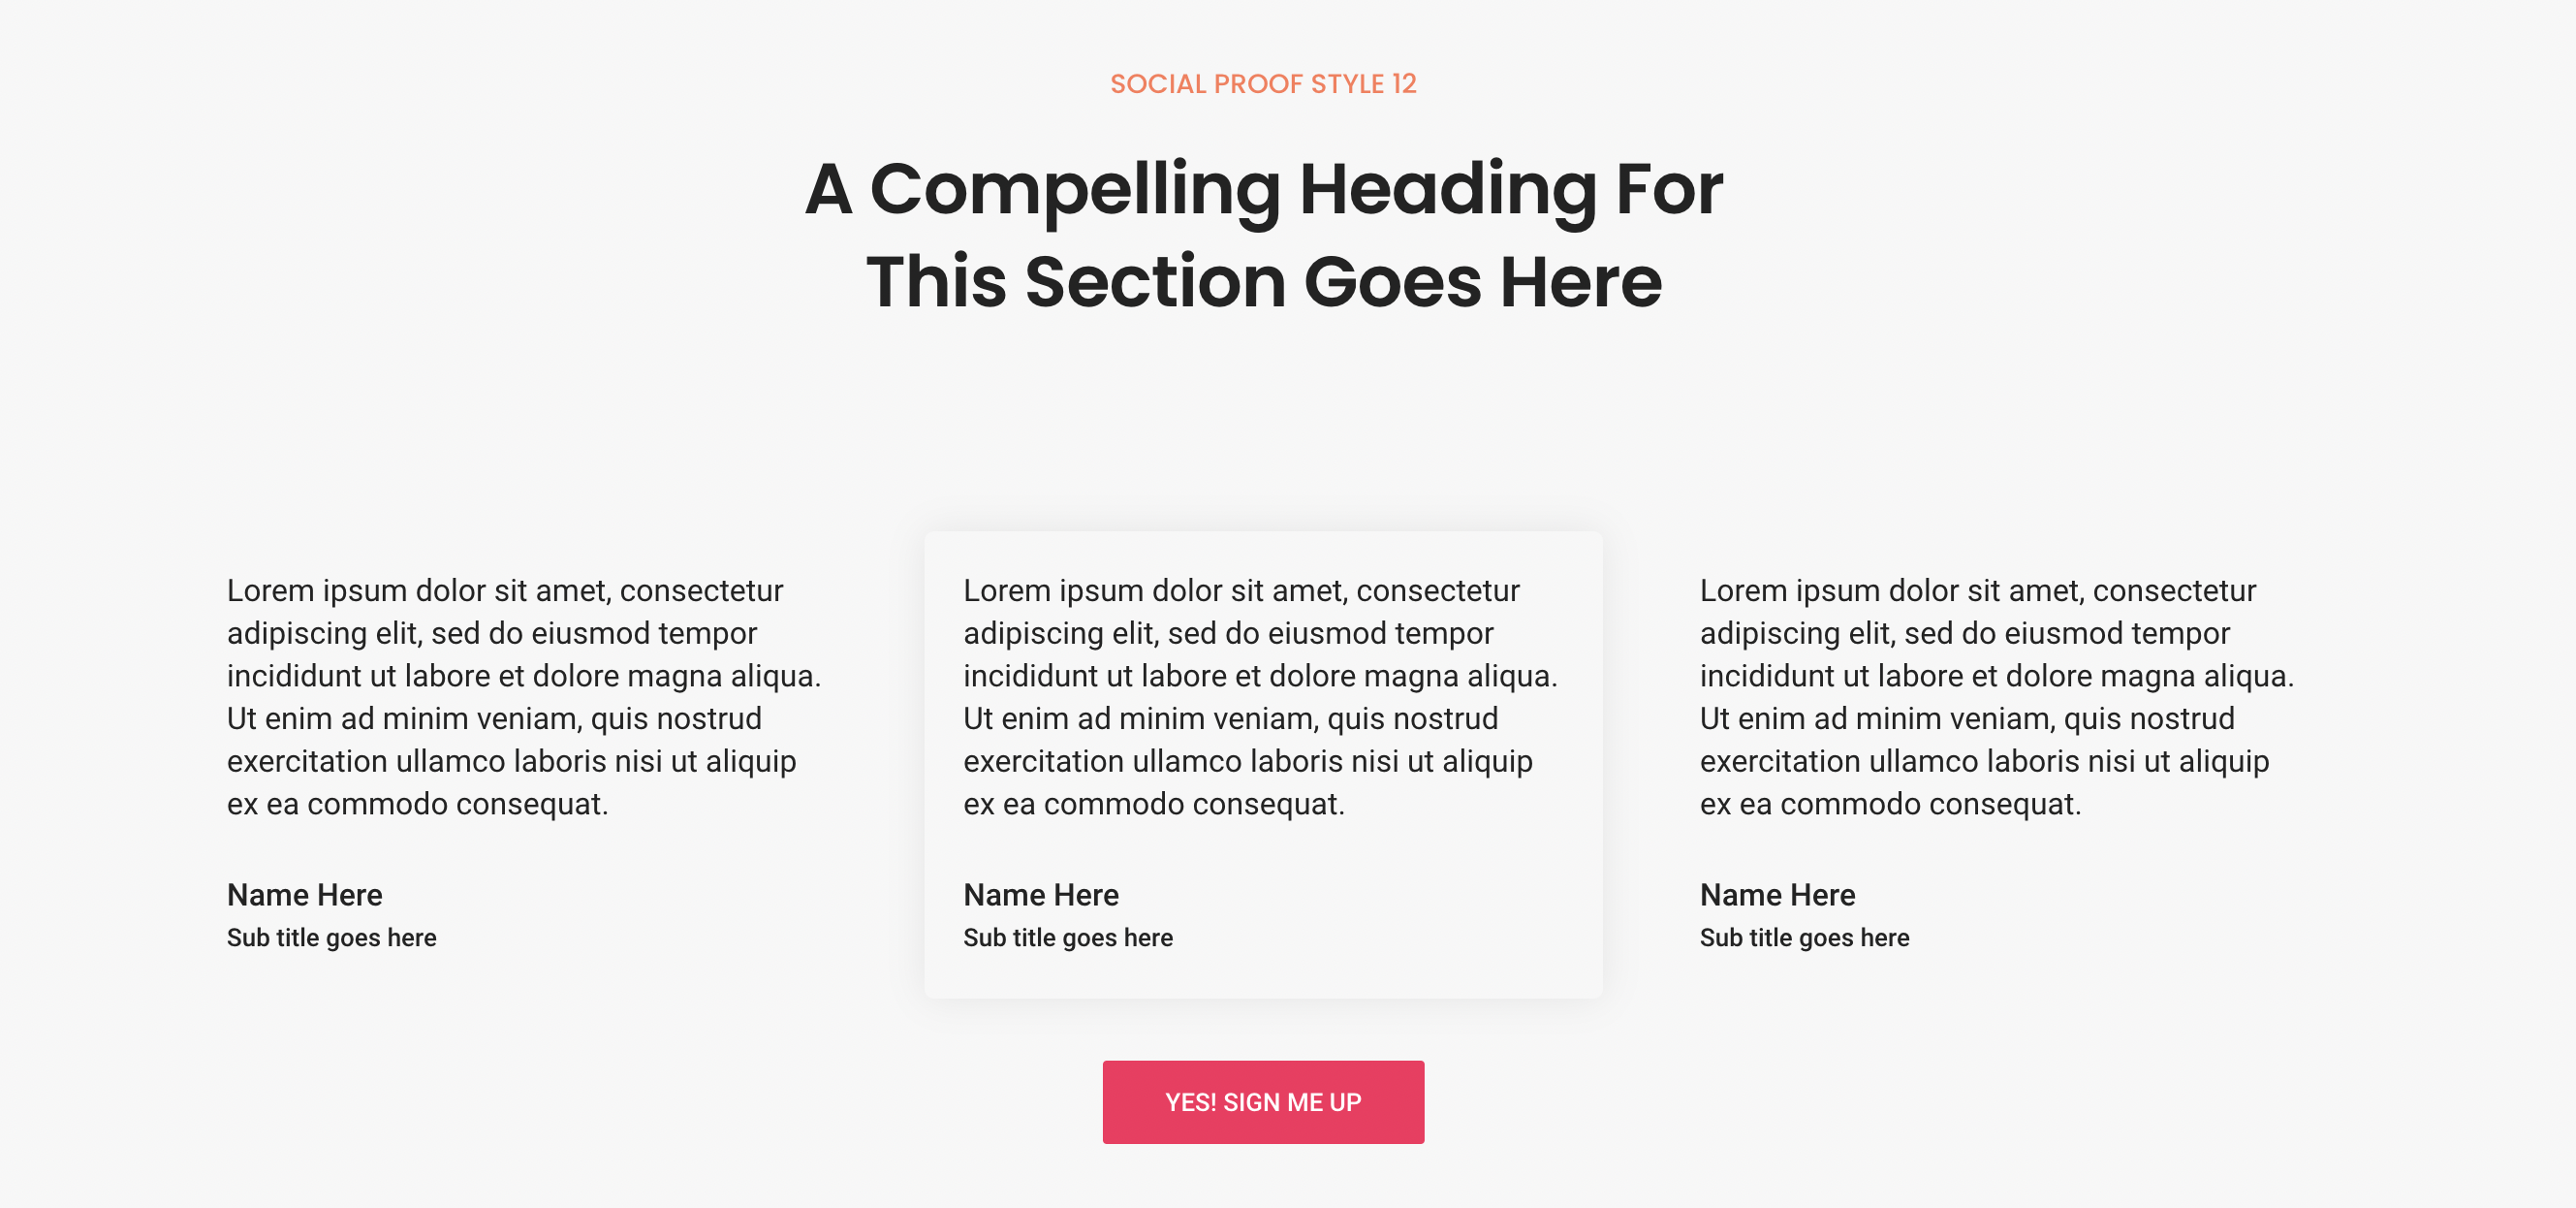 SOCIAL PROOF STYLE 12
A Compelling Heading For
This Section Goes Here
Lorem ipsum dolor sit amet, consectetur
adipiscing elit, sed do eiusmod tempor
incididunt ut labore et dolore magna aliqua.
Ut enim ad minim veniam, quis nostrud
exercitation ullamco laboris nisi ut aliquip
ex ea commodo consequat.
Name Here
Sub title goes here
Lorem ipsum dolor sit amet, consectetur
adipiscing elit, sed do eiusmod tempor
incididunt ut labore et dolore magna aliqua.
Ut enim ad minim veniam, quis nostrud
exercitation ullamco laboris nisi ut aliquip
ex ea commodo consequat.
Name Here
Sub title goes here
Lorem ipsum dolor sit amet, consectetur
adipiscing elit, sed do eiusmod tempor
incididunt ut labore et dolore magna aliqua.
Ut enim ad minim veniam, quis nostrud
exercitation ullamco laboris nisi ut aliquip
ex ea commodo consequat.
Name Here
Sub title goes here
YES! SIGN ME UP